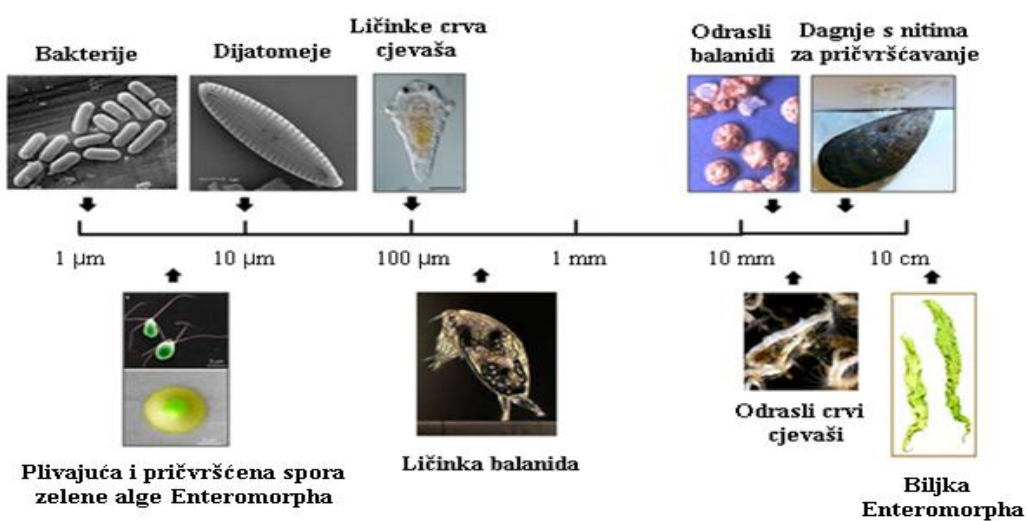 Bakterije
Dijatomeje
Ličinke crva
cjevaša
Odrasli
balanidi
Dagnje s nitima
za pričvršćavanje
1 µm
10 µm
100 µm
1 mm
10 mm
10 cm
Plivajuća i pričvršćena spora
zelene alge Enteromorpha
Ličinka balanida
Odrasli crvi
cjevaši
Biljka
Enteromorpha